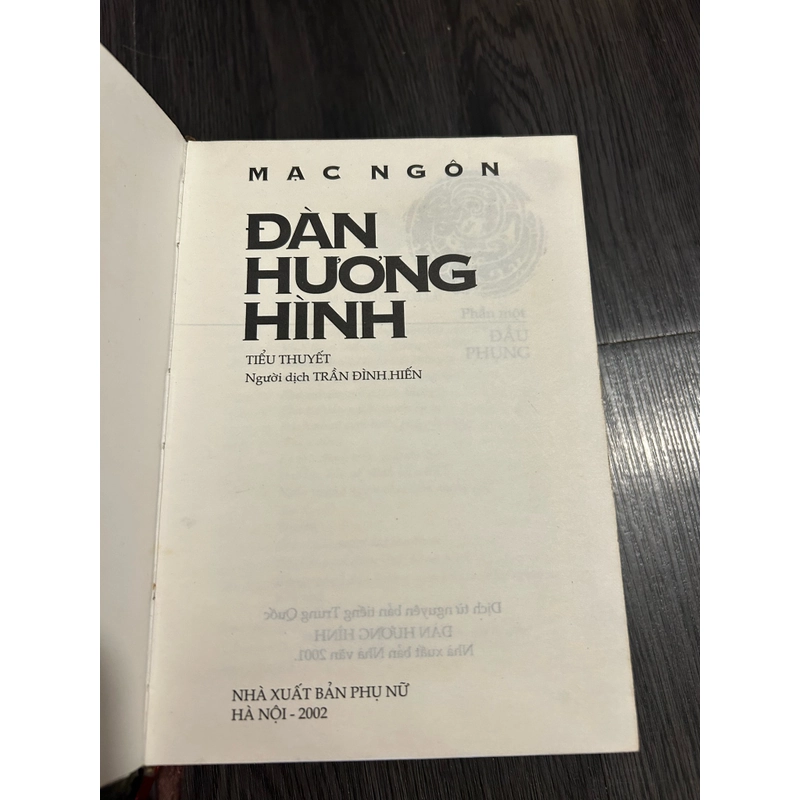 MẠC NGÔN
ĐÀN
HƯƠNG
HÌNH
TIỂU THUYẾT
Người dịch TRẦN ĐÌNH HIẾN
Phần một
ĐẦU
PHỤNG
Dịch từ nguyên bản tiếng Trung Quốc
ĐÀN HƯƠNG HÌNH
Nhà xuất bản Nhà văn 2001.
NHÀ XUẤT BẢN PHỤ NỮ
HÀ NỘI - 2002